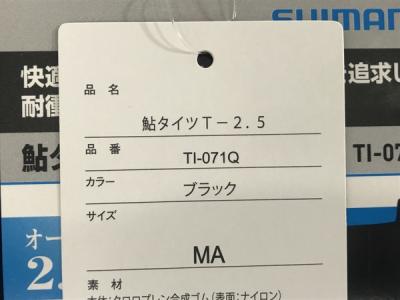 SHIMAN
快適
を追求し
耐衝
品 名
鮎タイツT－2.5
鮎タ
品 番
TI-071Q
TI-07
カラー
ブラック
サイズ
オー
MA
2.
素 材
本体:クロロプレン合成ゴム(表面:ナイロン)